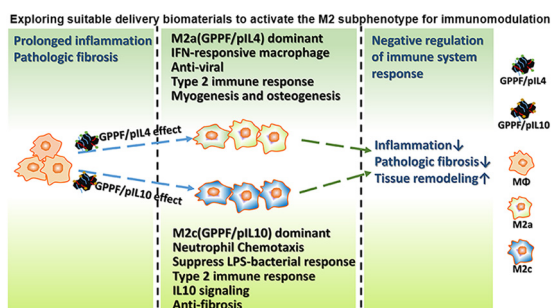 Exploring suitable delivery biomaterials to activate the M2 subphenotype for immunomodulation
Prolonged inflammation
Pathologic fibrosis
GPPF/pIL4 effect
GPPF/pIL10 effect
M2a(GPPF/pIL4) dominant
IFN-responsive macrophage
Anti-viral
Type 2 immune response
Myogenesis and osteogenesis
M2c(GPPF/pIL10) dominant
Neutrophil Chemotaxis
Suppress LPS-bacterial response
Type 2 immune response
IL10 signaling
Anti-fibrosis
Negative regulation
of immune system
response
Inflammation↓
Pathologic fibrosis↓
Tissue remodeling↑
GPPF/pIL4
GPPF/pIL10
MΦ
M2a
M2c